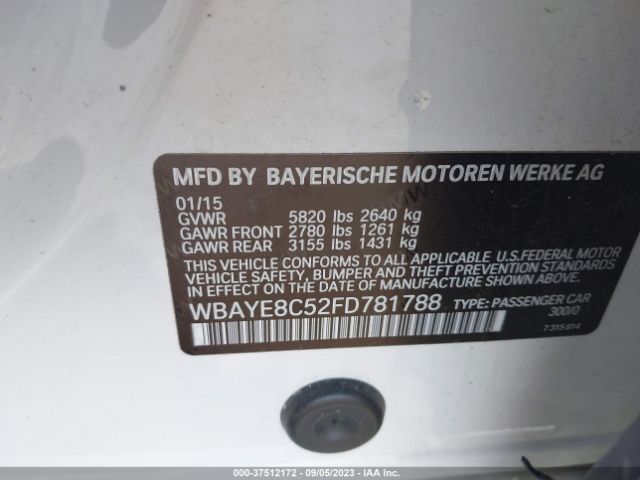 MFD BY BAYERISCHE MOTOREN WERKE AG
01/15
GVWR 5820 lbs 2640 kg
GAWR FRONT 2780 lbs 1261 kg
GAWR REAR 3155 lbs 1431 kg
THIS VEHICLE CONFORMS TO ALL APPLICABLE U.S.FEDERAL MOTOR
VEHICLE SAFETY, BUMPER AND THEFT PREVENTION STANDARDS
IN EFFECT ON THE DATE OF MANUFACTURE SHOWN ABOVE.
WBAYE8C52FD781788 TYPE: PASSENGER CAR
300/0
7 315 814
000-37512172 - 09/05/2023 - IAA Inc.